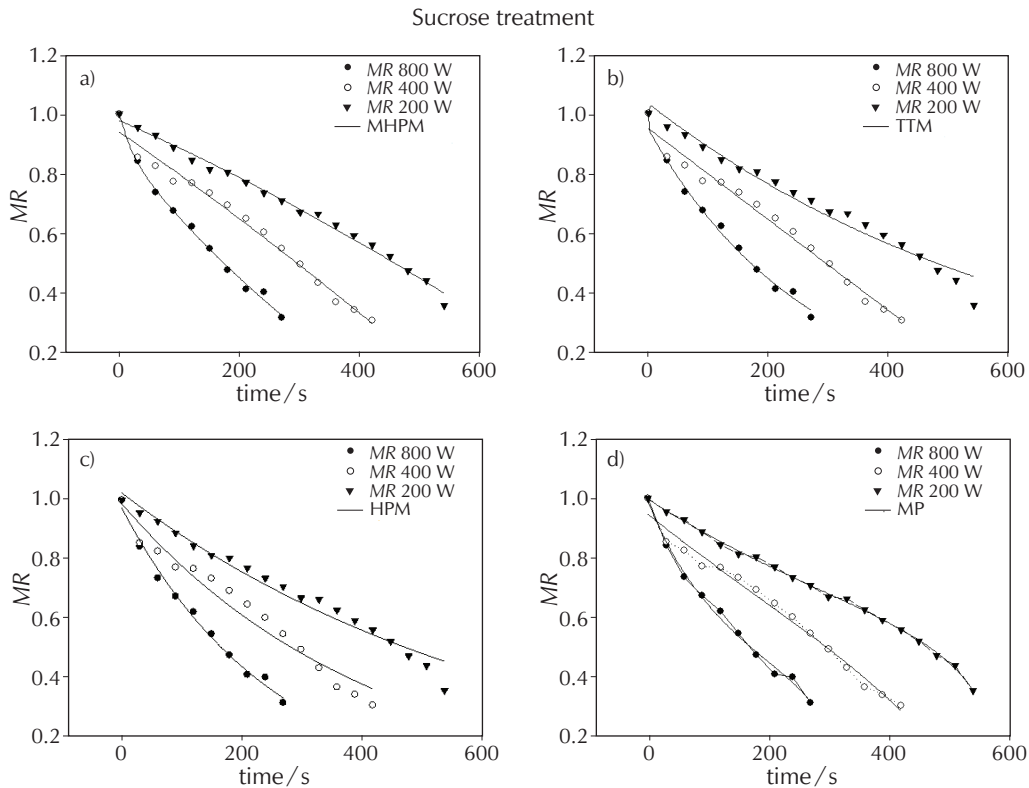 Sucrose treatment
a)
MR 800 W
MR 400 W
MR 200 W
MHPM
1.2
1.0
0.8
0.6
0.4
0.2
MR
0 200 400 600
time/s
b)
MR 800 W
MR 400 W
MR 200 W
TTM
1.2
1.0
0.8
0.6
0.4
0.2
MR
0 200 400 600
time/s
c)
MR 800 W
MR 400 W
MR 200 W
HPM
1.2
1.0
0.8
0.6
0.4
0.2
MR
0 200 400 600
time/s
d)
MR 800 W
MR 400 W
MR 200 W
MP
1.2
1.0
0.8
0.6
0.4
0.2
MR
0 200 400 600
time/s